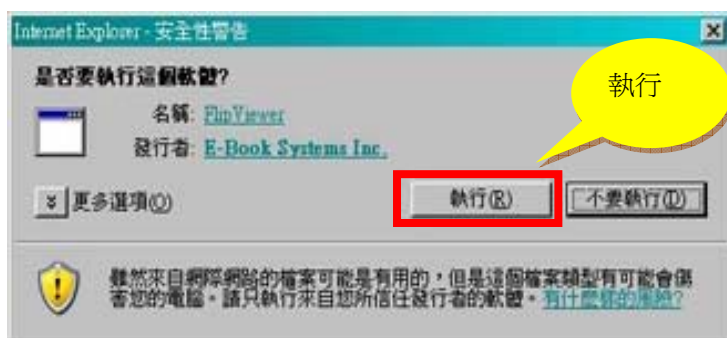 Internet Explorer - 安全性警告
是否要執行這個軟體?
名稱: FlipViewer
發行者: E-Book Systems Inc.
執行
更多選項(O)
執行(R)
不要執行(D)
雖然來自網際網路的檔案可能是有用的，但是這個檔案類型有可能會傷
害您的電腦。請只執行來自您所信任發行者的軟體。有什麼樣的風險?